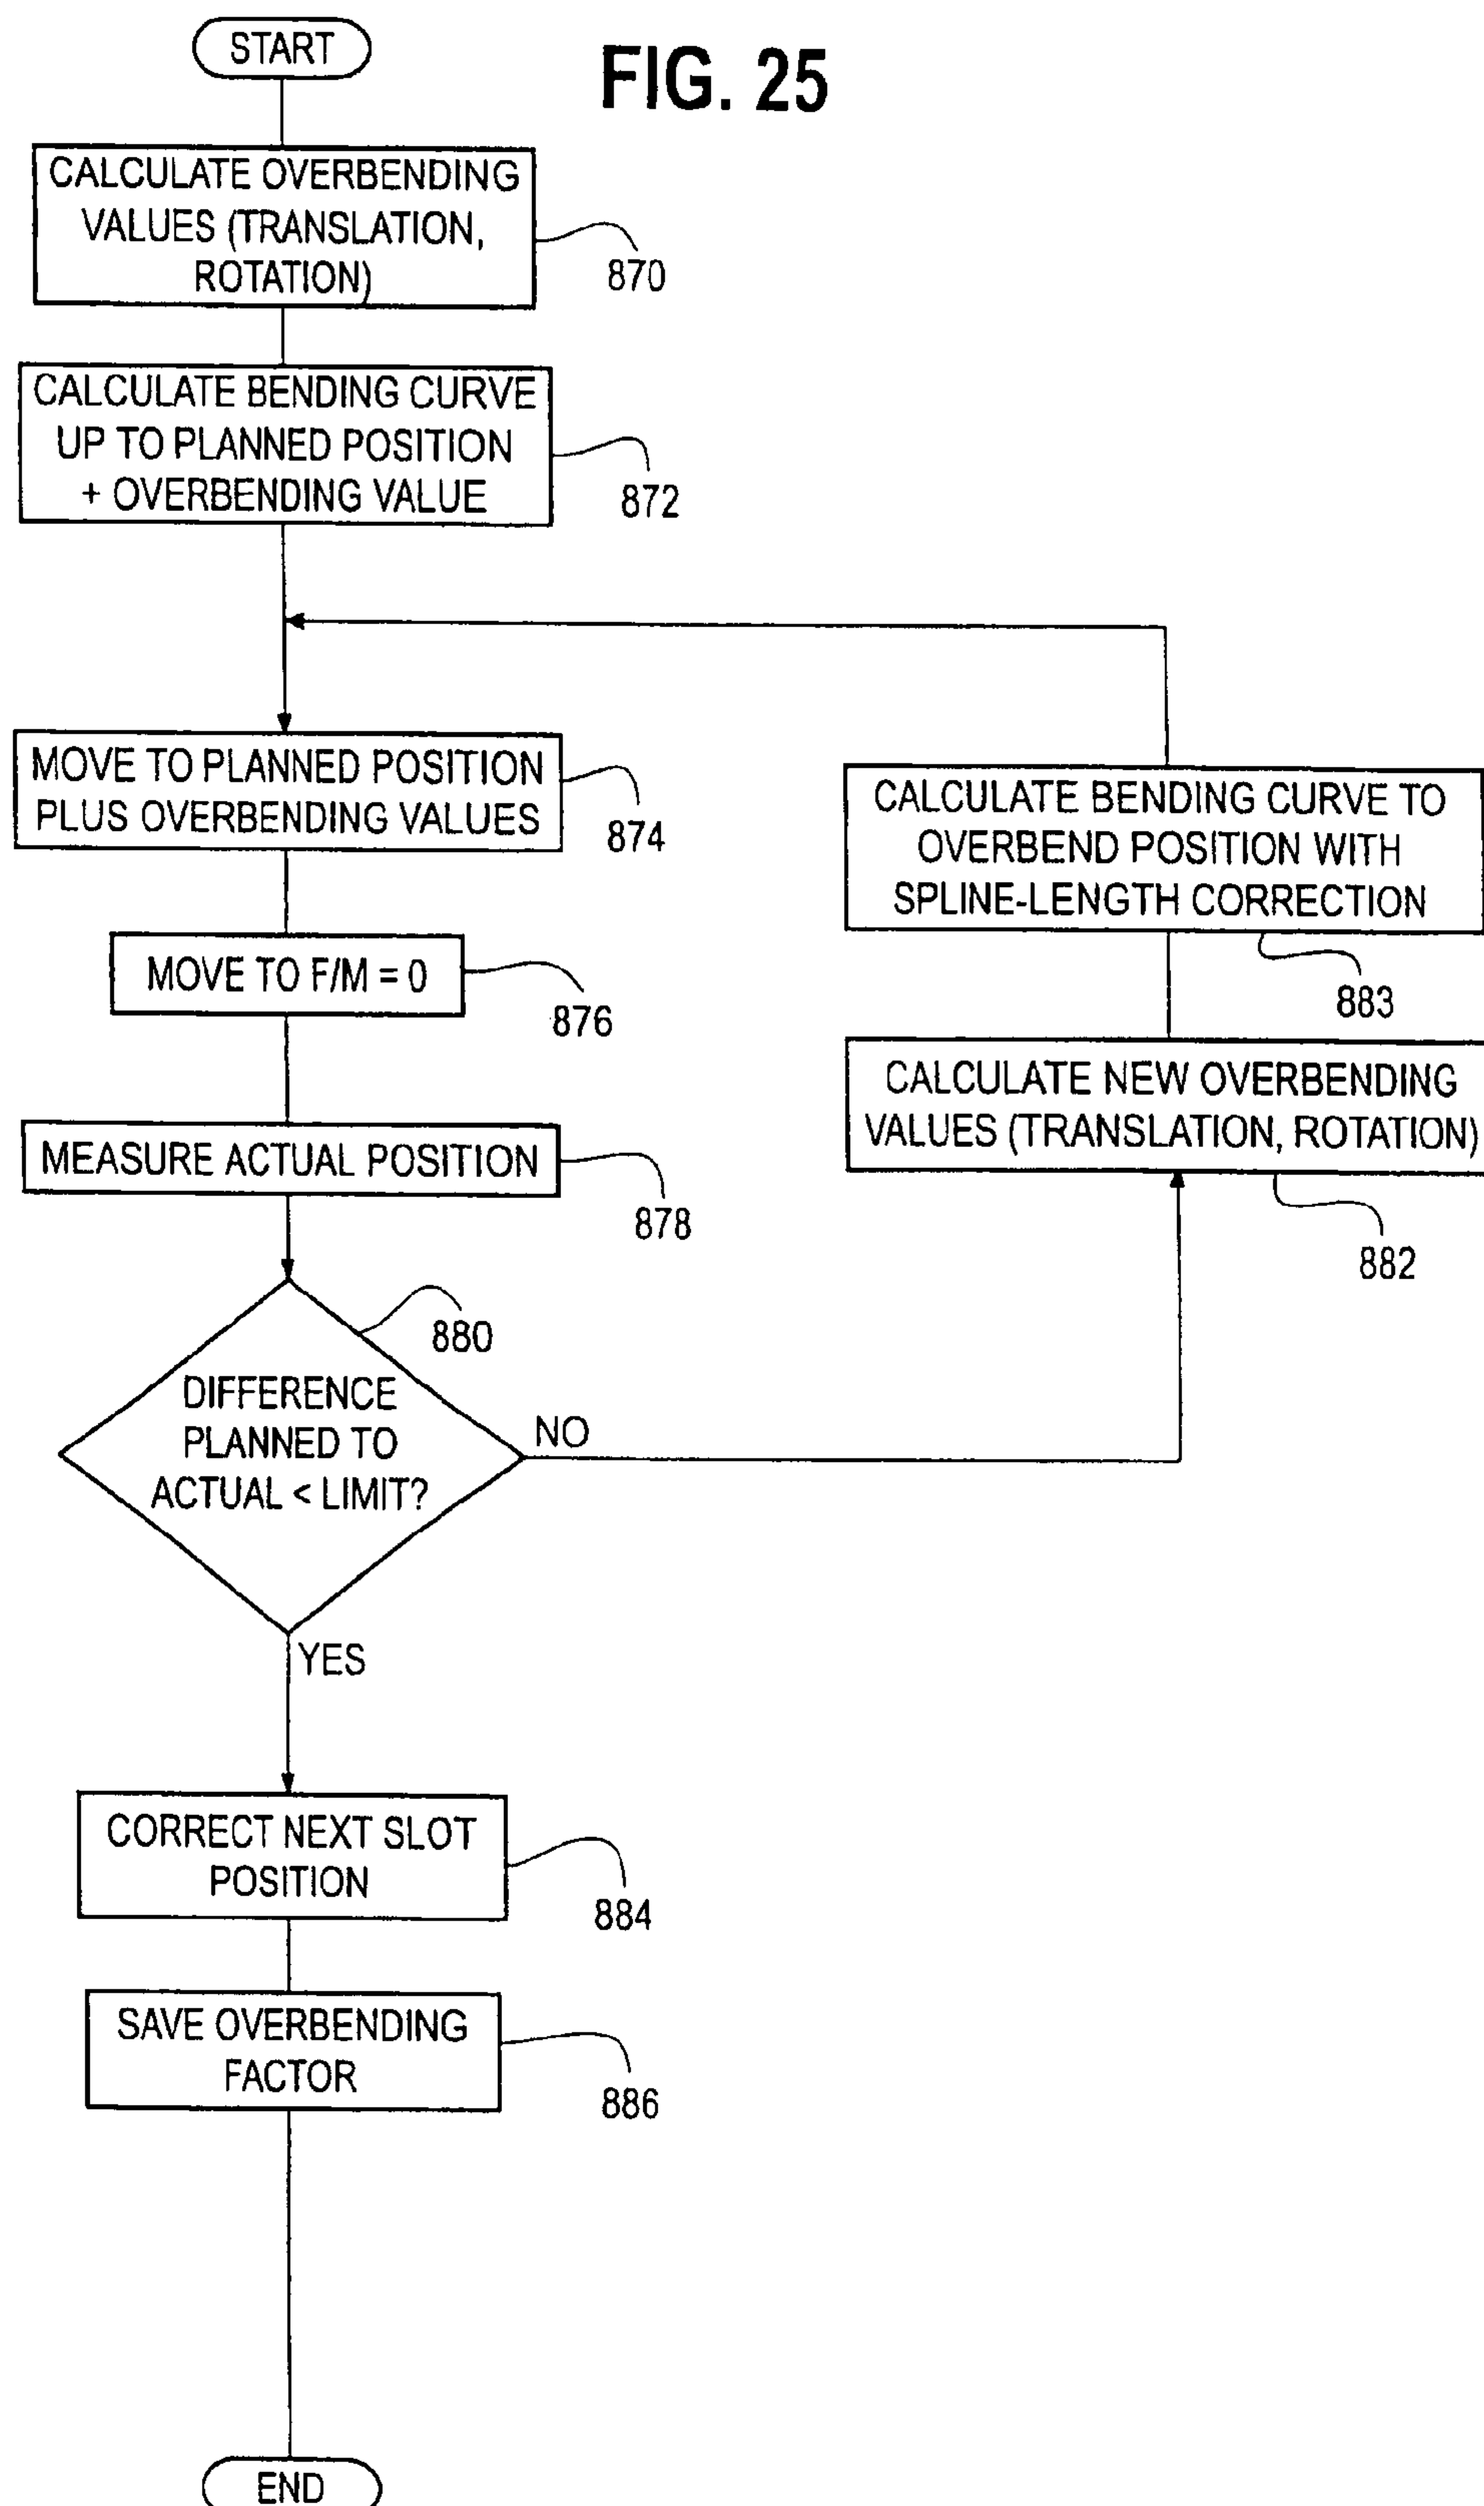 START
FIG. 25
CALCULATE OVERBENDING
VALUES (TRANSLATION,
ROTATION)
870
CALCULATE BENDING CURVE
UP TO PLANNED POSITION
+ OVERBENDING VALUE
872
MOVE TO PLANNED POSITION
PLUS OVERBENDING VALUES
874
MOVE TO F/M = 0
876
MEASURE ACTUAL POSITION
878
DIFFERENCE
PLANNED TO
ACTUAL < LIMIT?
880
NO
CALCULATE NEW OVERBENDING
VALUES (TRANSLATION, ROTATION)
882
CALCULATE BENDING CURVE TO
OVERBEND POSITION WITH
SPLINE-LENGTH CORRECTION
883
YES
CORRECT NEXT SLOT
POSITION
884
SAVE OVERBENDING
FACTOR
886
END